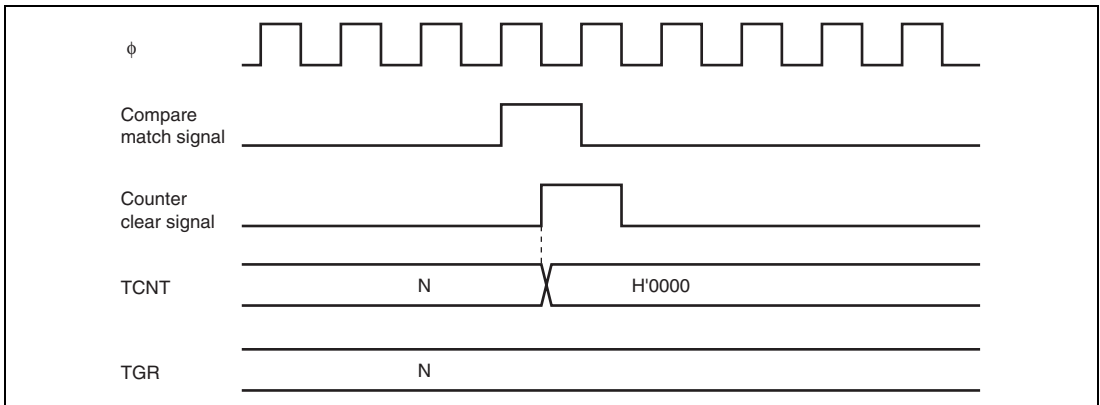 ϕ
Compare
match signal
Counter
clear signal
TCNT
N
H'0000
TGR
N